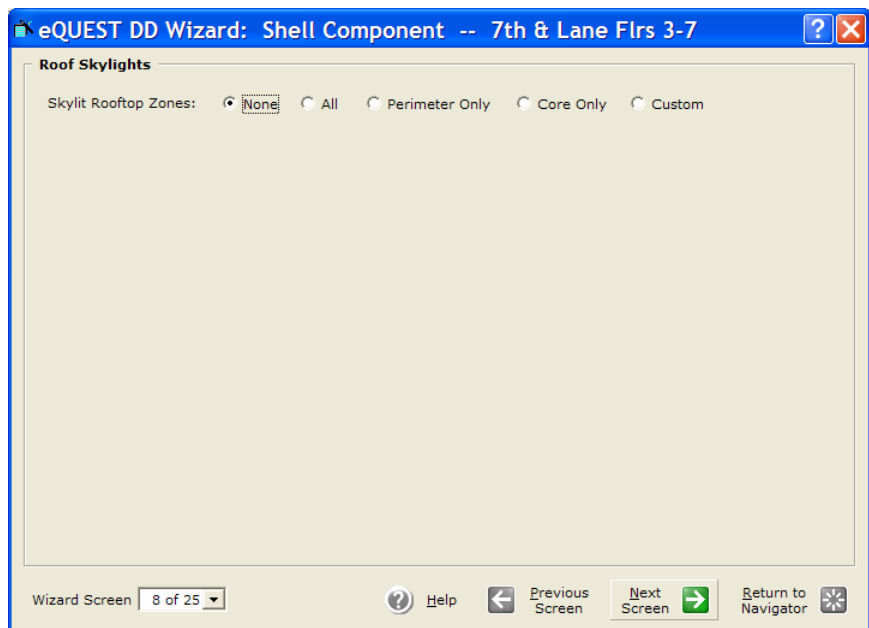 eQUEST DD Wizard: Shell Component -- 7th & Lane Flrs 3-7
Roof Skylights
Skylit Rooftop Zones: None All Perimeter Only Core Only Custom
Wizard Screen 8 of 25 Help Previous Screen Next Screen Return to Navigator